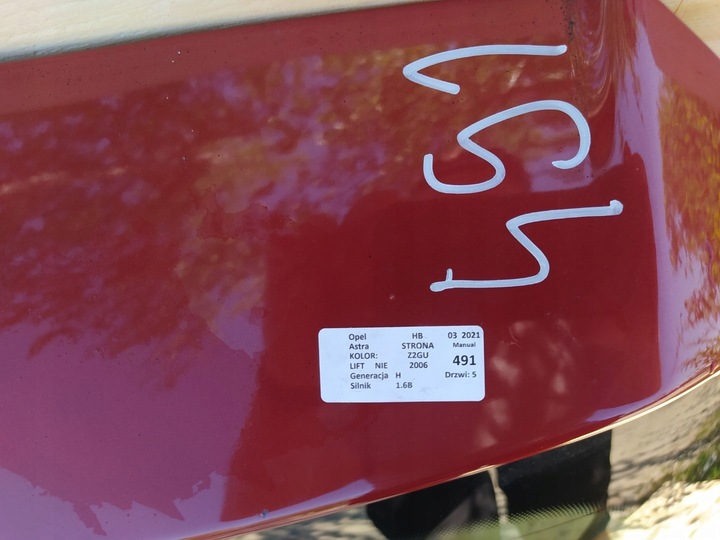 491
Opel HB 03 2021
Astra STRONA Manual
KOLOR: Z2GU 491
LIFT NIE 2006
Generacja H Drzwi: 5
Silnik 1.6B